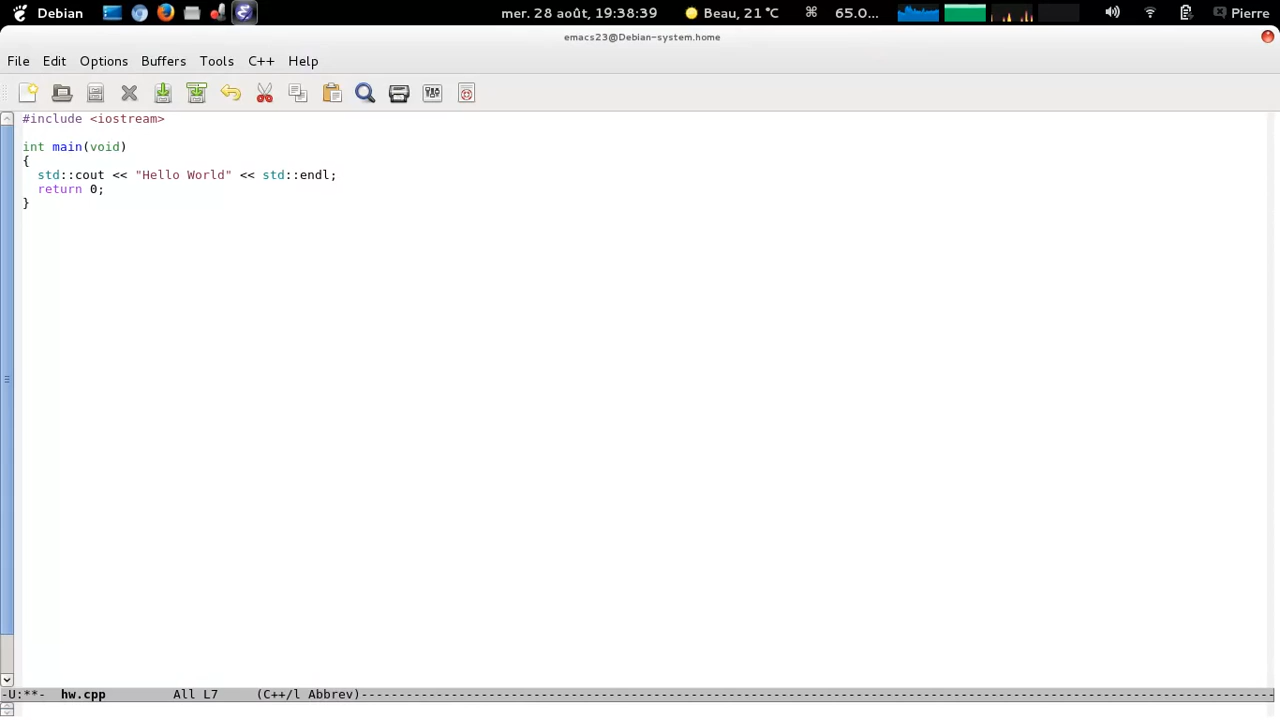 Debian mer. 28 août, 19:38:39 Beau, 21 °C 65.0... Pierre
emacs23@Debian-system.home
File Edit Options Buffers Tools C++ Help
#include <iostream>
int main(void)
{
  std::cout << "Hello World" << std::endl;
  return 0;
}
-U:**-  hw.cpp         All L7     (C++/l Abbrev)--------------------------------------------------------------------------------------------------------------------------